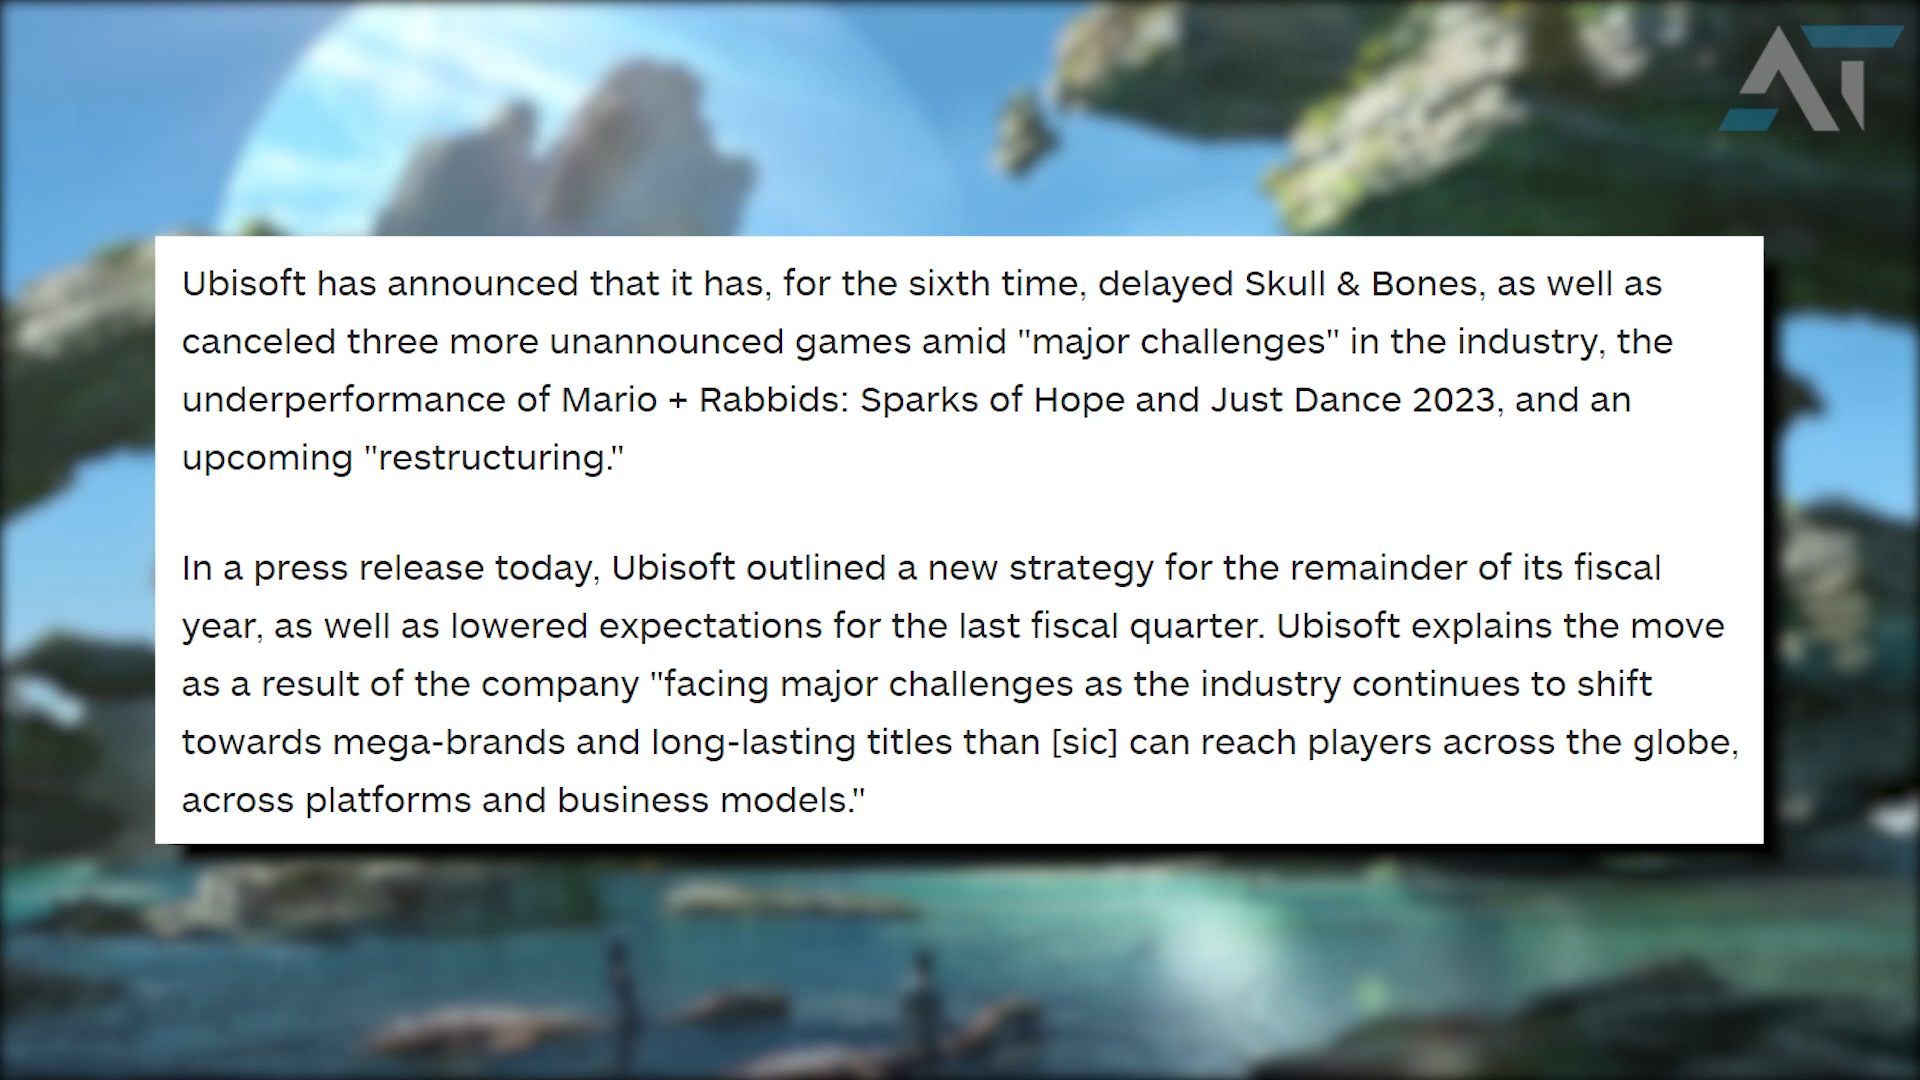 AT
Ubisoft has announced that it has, for the sixth time, delayed Skull & Bones, as well as
canceled three more unannounced games amid "major challenges" in the industry, the
underperformance of Mario + Rabbids: Sparks of Hope and Just Dance 2023, and an
upcoming "restructuring."
In a press release today, Ubisoft outlined a new strategy for the remainder of its fiscal
year, as well as lowered expectations for the last fiscal quarter. Ubisoft explains the move
as a result of the company "facing major challenges as the industry continues to shift
towards mega-brands and long-lasting titles than [sic] can reach players across the globe,
across platforms and business models."